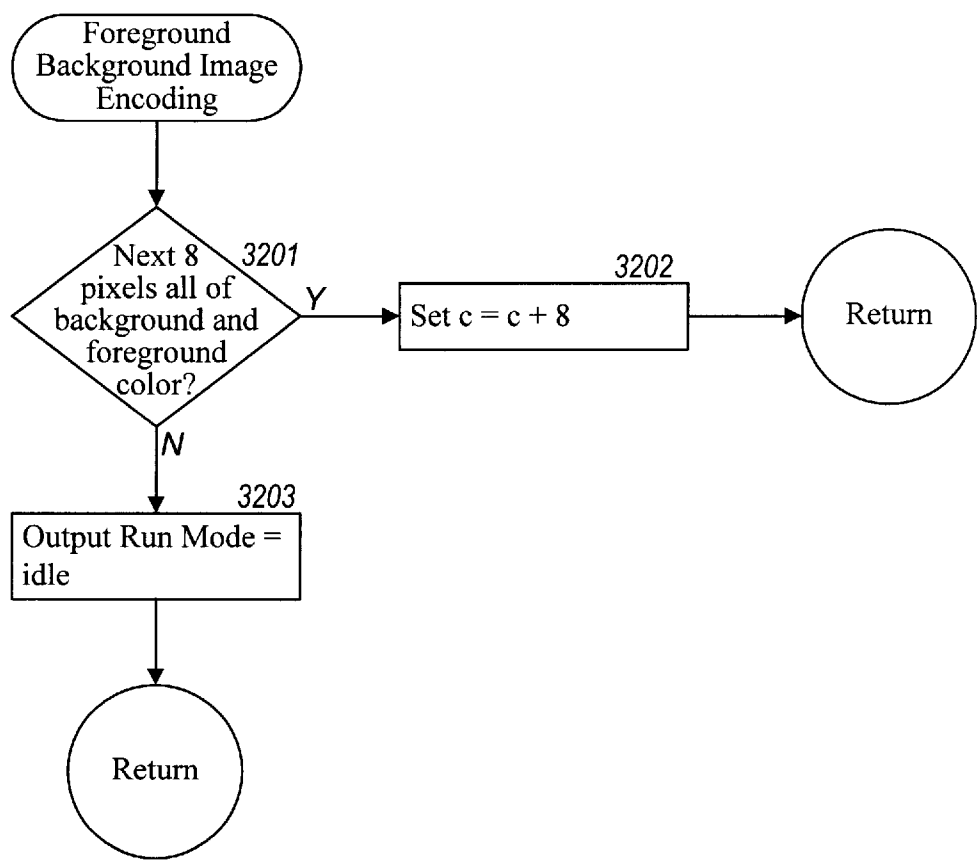 Foreground
Background Image
Encoding
Next 8
pixels all of
background and
foreground
color?
3201
Y
3202
Set c = c + 8
Return
N
3203
Output Run Mode =
idle
Return